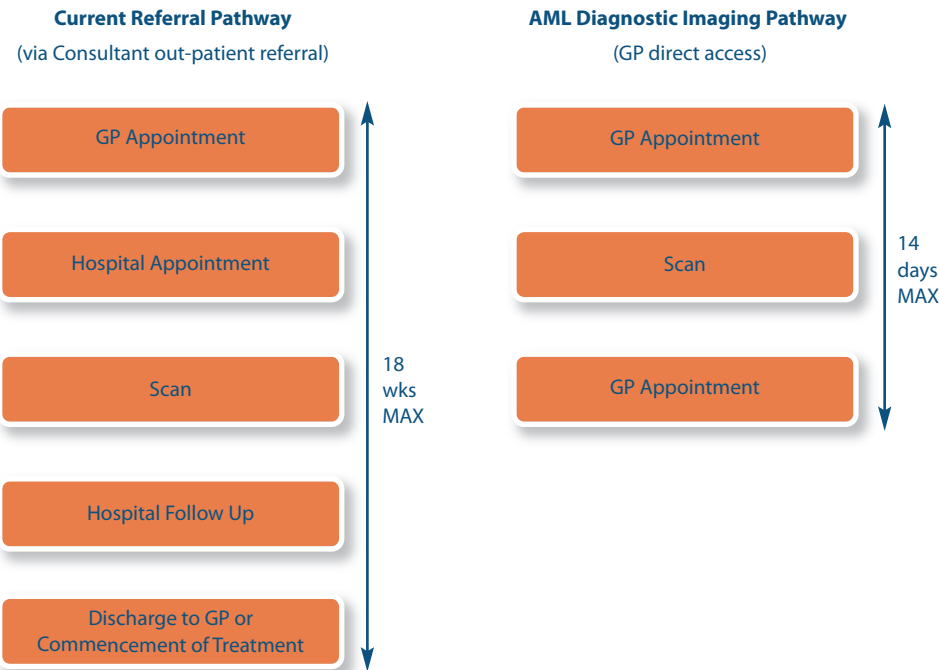 Current Referral Pathway
(via Consultant out-patient referral)
GP Appointment
Hospital Appointment
Scan
Hospital Follow Up
Discharge to GP or
Commencement of Treatment
18
wks
MAX
AML Diagnostic Imaging Pathway
(GP direct access)
GP Appointment
Scan
GP Appointment
14
days
MAX